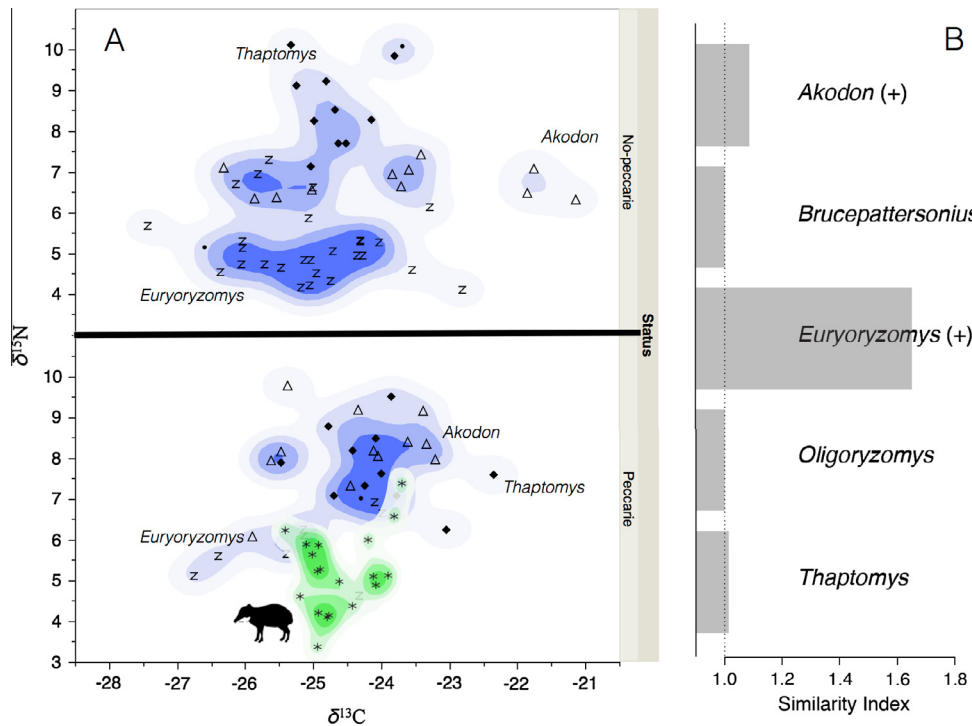 A
B
δ15N
10
9
8
7
6
5
4
Thaptomys
Akodon
Euryoryzomys
No-peccarie
Status
10
9
8
7
6
5
4
3
Akodon
Thaptomys
Euryoryzomys
Peccarie
-28 -27 -26 -25 -24 -23 -22 -21
δ13C
Akodon (+)
Brucepattersonius
Euryoryzomys (+)
Oligoryzomys
Thaptomys
1.0 1.2 1.4 1.6 1.8
Similarity Index